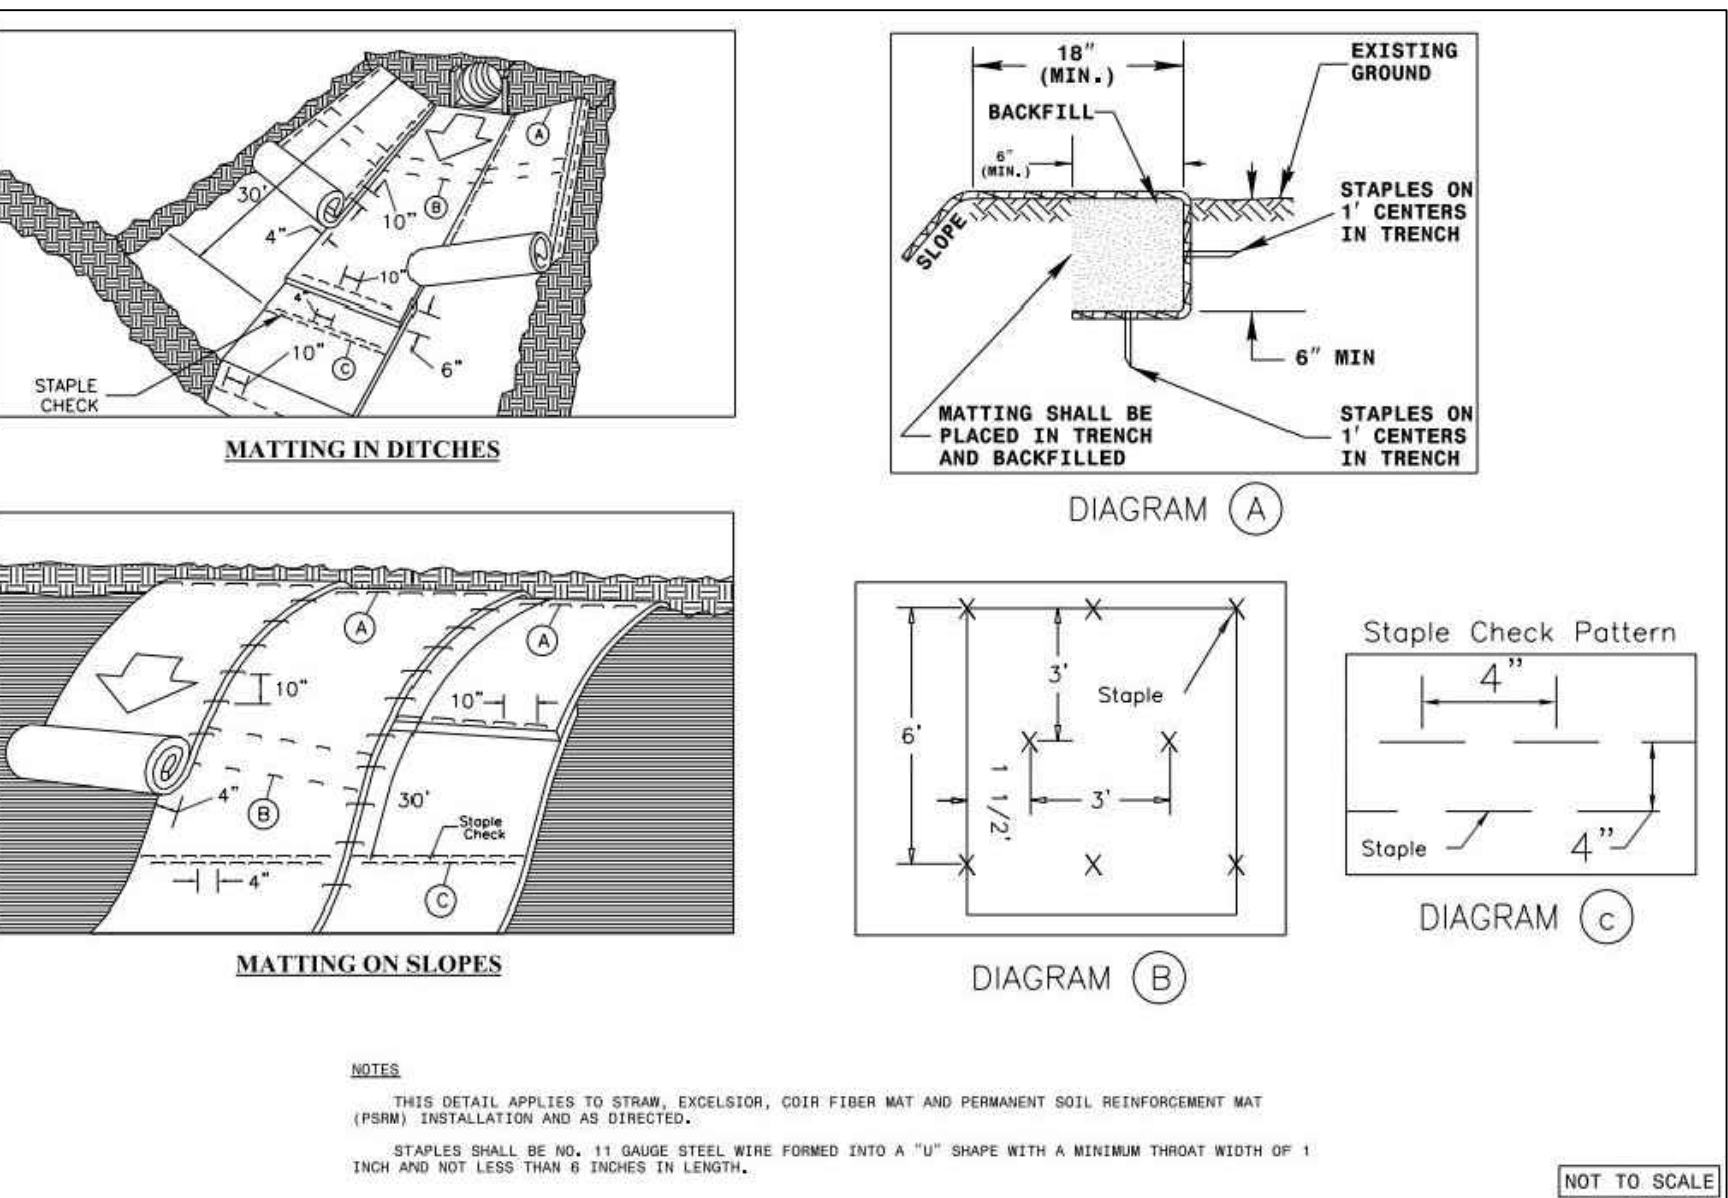 30'
4"
10"
10"
4"
10"
6"
A
B
C
STAPLE
CHECK
MATTING IN DITCHES
18"
(MIN.)
EXISTING
GROUND
BACKFILL
6"
(MIN.)
STAPLES ON
1' CENTERS
IN TRENCH
SLOPE
6" MIN
MATTING SHALL BE
PLACED IN TRENCH
AND BACKFILLED
STAPLES ON
1' CENTERS
IN TRENCH
DIAGRAM A
A
A
10"
10"
4"
B
30'
Staple
Check
4"
C
MATTING ON SLOPES
3'
Staple
6'
1 1/2'
3'
DIAGRAM B
Staple Check Pattern
4"
Staple
4"
DIAGRAM C
NOTES
THIS DETAIL APPLIES TO STRAW, EXCELSIOR, COIR FIBER MAT AND PERMANENT SOIL REINFORCEMENT MAT
(PSRM) INSTALLATION AND AS DIRECTED.
STAPLES SHALL BE NO. 11 GAUGE STEEL WIRE FORMED INTO A "U" SHAPE WITH A MINIMUM THROAT WIDTH OF 1
INCH AND NOT LESS THAN 6 INCHES IN LENGTH.
NOT TO SCALE